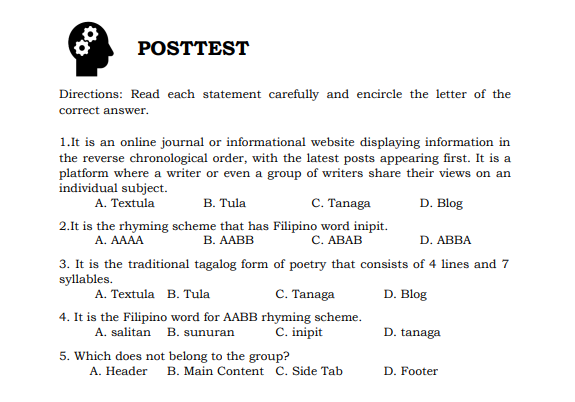 POSTTEST
Directions: Read each statement carefully and encircle the letter of the
correct answer.
1.It is an online journal or informational website displaying information in
the reverse chronological order, with the latest posts appearing first. It is a
platform where a writer or even a group of writers share their views on an
individual subject.
A. Textula B. Tula C. Tanaga D. Blog
2.It is the rhyming scheme that has Filipino word inipit.
A. AAAA B. AABB C. ABAB D. ABBA
3. It is the traditional tagalog form of poetry that consists of 4 lines and 7
syllables.
A. Textula B. Tula C. Tanaga D. Blog
4. It is the Filipino word for AABB rhyming scheme.
A. salitan B. sunuran C. inipit D. tanaga
5. Which does not belong to the group?
A. Header B. Main Content C. Side Tab D. Footer